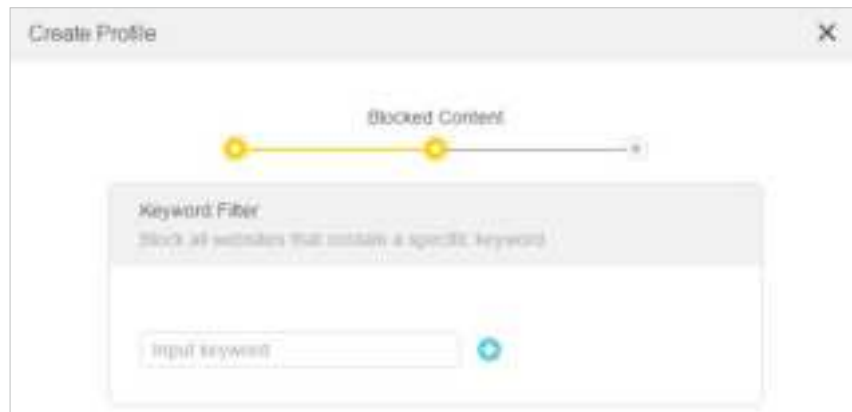 Create Profile
Blocked Content
Keyword Filter
Block all websites that contain a specific keyword
Input keyword